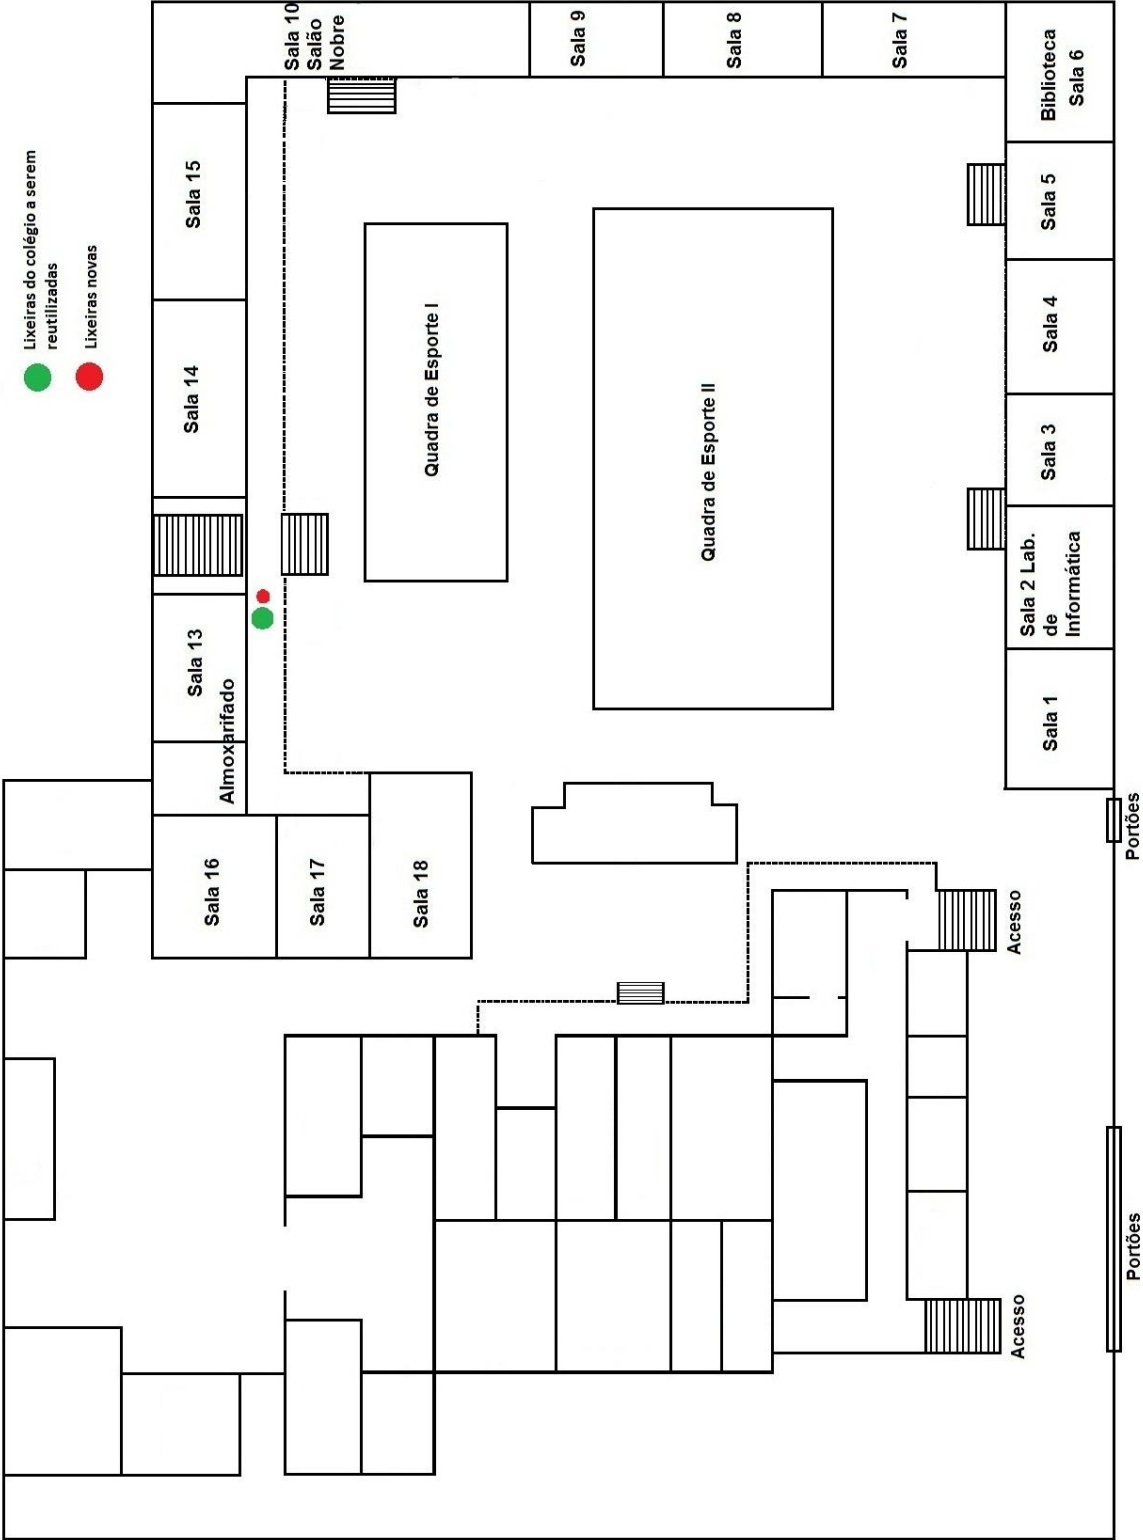 Lixeiras do colégio a serem
reutilizadas
Lixeiras novas
Sala 10
Salão
Nobre
Sala 9
Sala 8
Sala 7
Biblioteca
Sala 6
Sala 15
Sala 14
Sala 13
Almoxarifado
Sala 16
Sala 17
Sala 18
Quadra de Esporte I
Quadra de Esporte II
Sala 5
Sala 4
Sala 3
Sala 2 Lab.
de
Informática
Sala 1
Portões
Acesso
Portões
Acesso